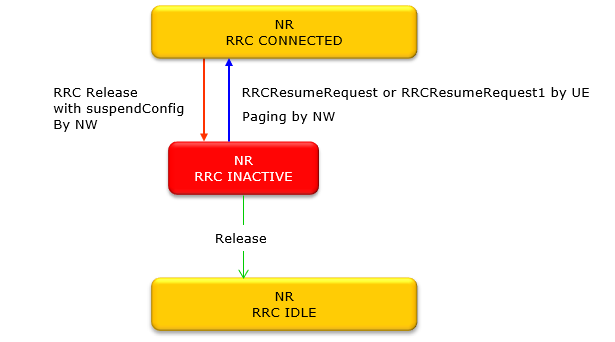 NR
RRC CONNECTED
RRC Release
with suspendConfig
By NW
RRCResumeRequest or RRCResumeRequest1 by UE
Paging by NW
NR
RRC INACTIVE
Release
NR
RRC IDLE